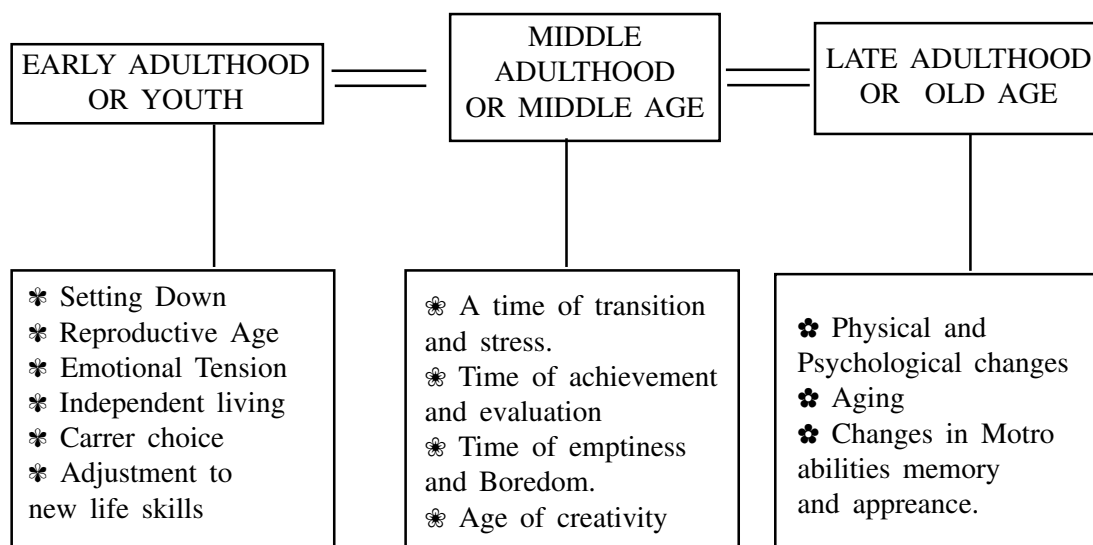 EARLY ADULTHOOD
OR YOUTH
MIDDLE
ADULTHOOD
OR MIDDLE AGE
LATE ADULTHOOD
OR OLD AGE
✾ Setting Down
✾ Reproductive Age
✾ Emotional Tension
✾ Independent living
✾ Carrer choice
✾ Adjustment to
new life skills
❀ A time of transition
and stress.
❀ Time of achievement
and evaluation
❀ Time of emptiness
and Boredom.
❀ Age of creativity
✿ Physical and
Psychological changes
✿ Aging
✿ Changes in Motro
abilities memory
and appreance.